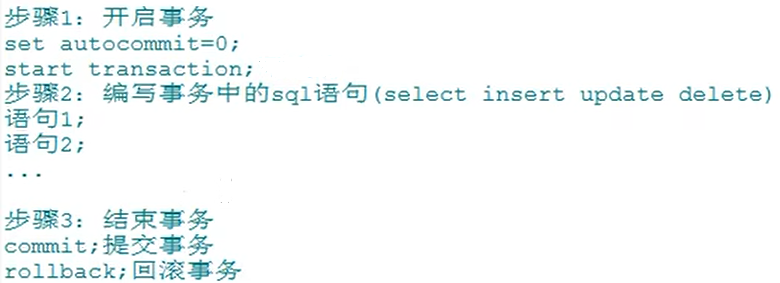 步骤1: 开启事务
set autocommit=0;
start transaction;
步骤2: 编写事务中的sql语句(select insert update delete)
语句1;
语句2;
...
步骤3: 结束事务
commit;提交事务
rollback;回滚事务